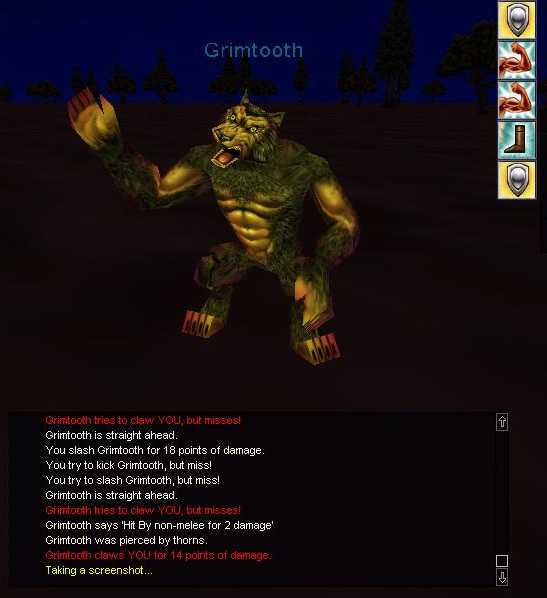 Grimtooth
Grimtooth tries to claw YOU, but misses!
Grimtooth is straight ahead.
You slash Grimtooth for 18 points of damage.
You try to kick Grimtooth, but miss!
You try to slash Grimtooth, but miss!
Grimtooth is straight ahead.
Grimtooth tries to claw YOU, but misses!
Grimtooth says 'Hit By non-melee for 2 damage'
Grimtooth was pierced by thorns.
Grimtooth claws YOU for 14 points of damage.
Taking a screenshot...